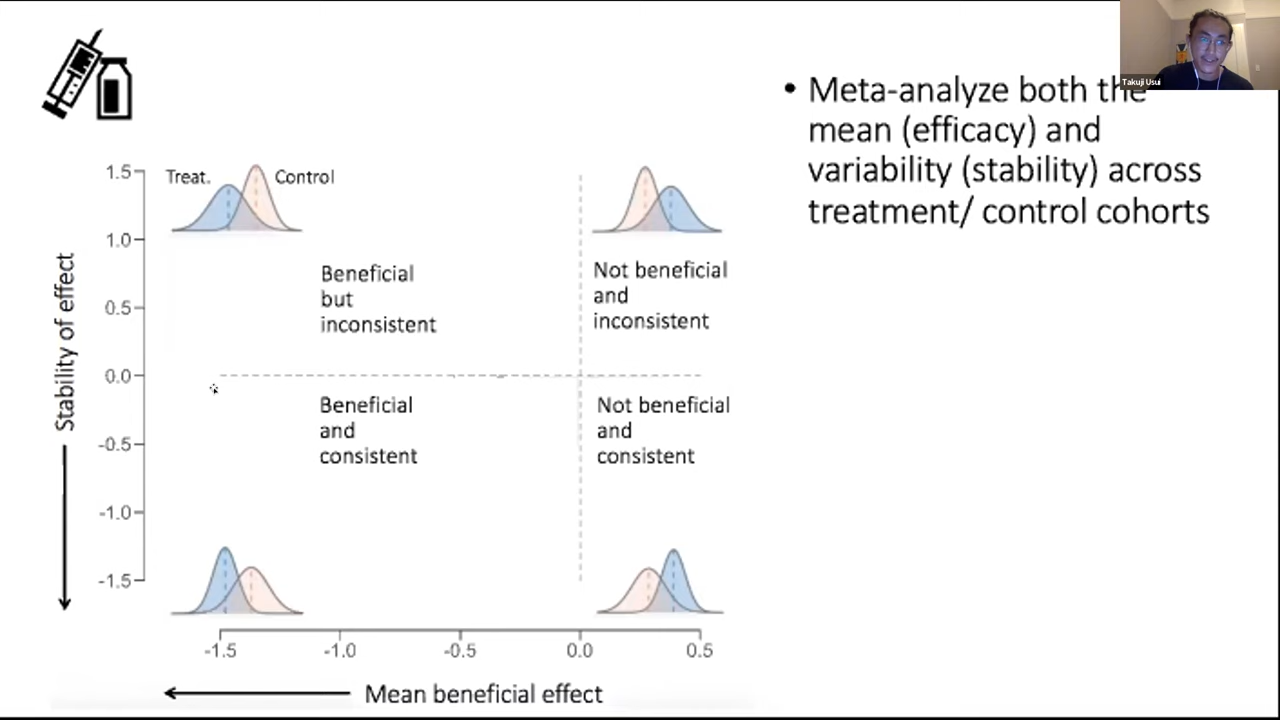 Takuji Usui
• Meta-analyze both the
mean (efficacy) and
variability (stability) across
treatment/ control cohorts
Treat.
Control
Stability of effect
1.5
1.0
0.5
0.0
-0.5
-1.0
-1.5
Beneficial
but
inconsistent
Not beneficial
and
inconsistent
Beneficial
and
consistent
Not beneficial
and
consistent
-1.5
-1.0
-0.5
0.0
0.5
Mean beneficial effect